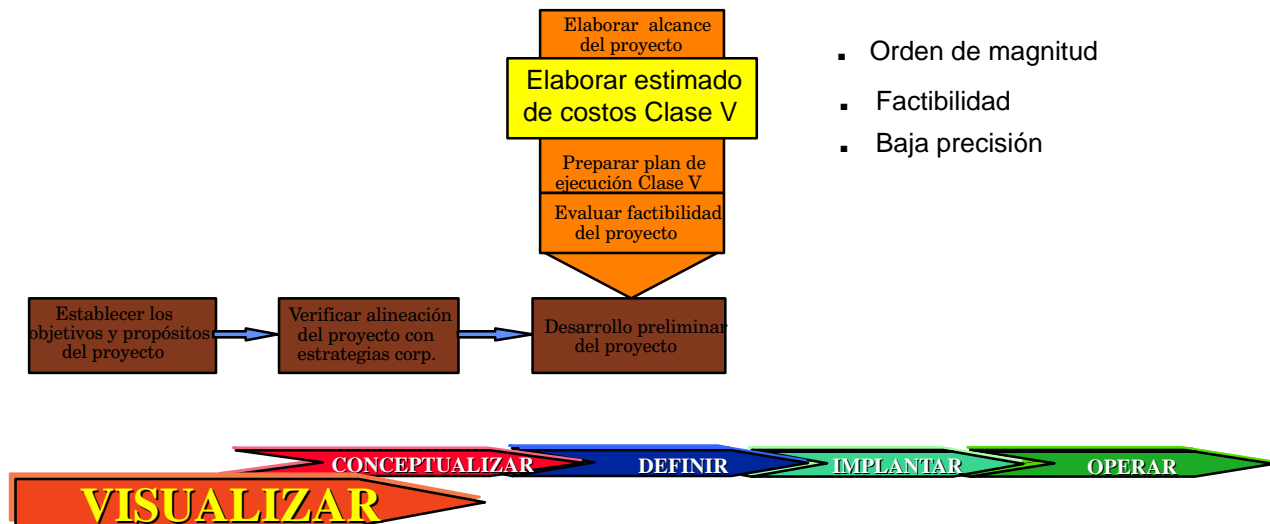 Elaborar alcance
del proyecto
Elaborar estimado
de costos Clase V
Preparar plan de
ejecución Clase V
Evaluar factibilidad
del proyecto
▪ Orden de magnitud
▪ Factibilidad
▪ Baja precisión
Establecer los
objetivos y propósitos
del proyecto
Verificar alineación
del proyecto con
estrategias corp.
Desarrollo preliminar
del proyecto
CONCEPTUALIZAR
DEFINIR
IMPLANTAR
OPERAR
VISUALIZAR